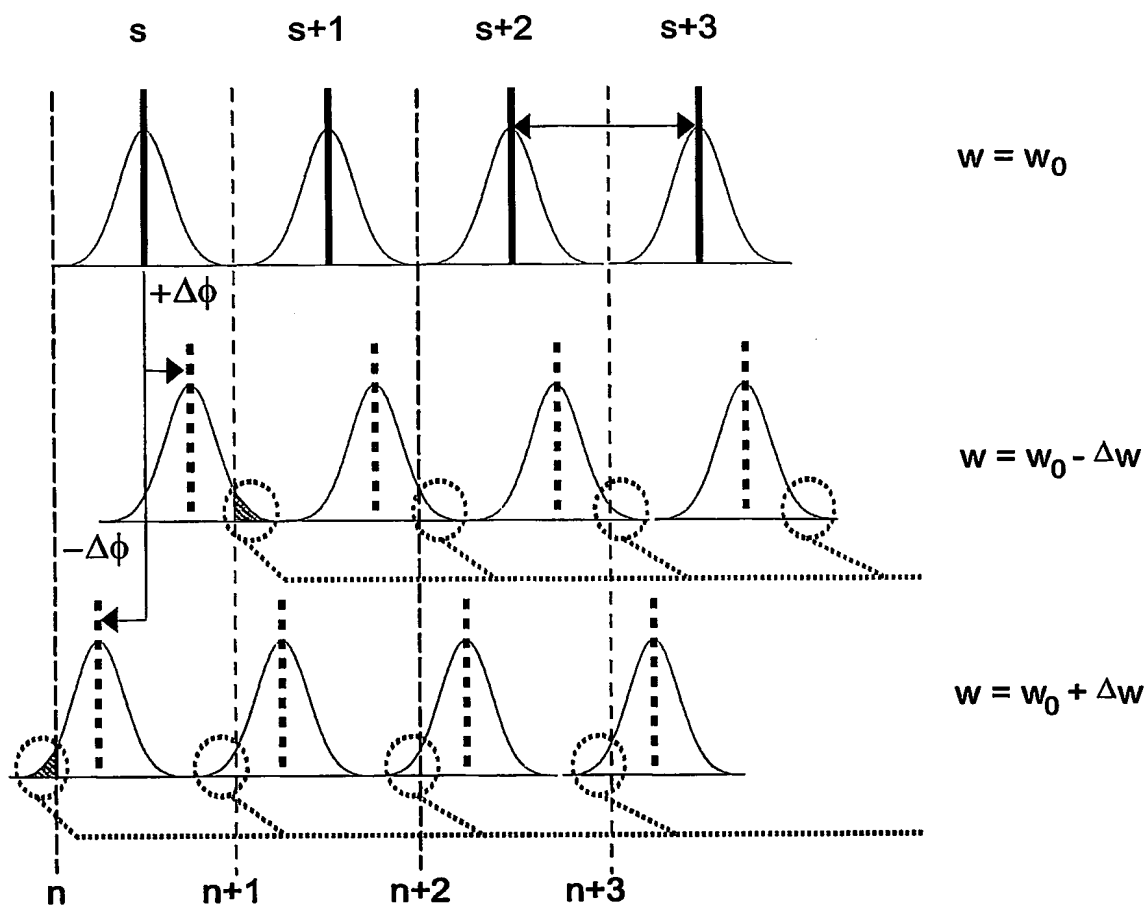 s s+1 s+2 s+3
w = w₀
+Δϕ
w = w₀ - Δw
−Δϕ
w = w₀ + Δw
n n+1 n+2 n+3